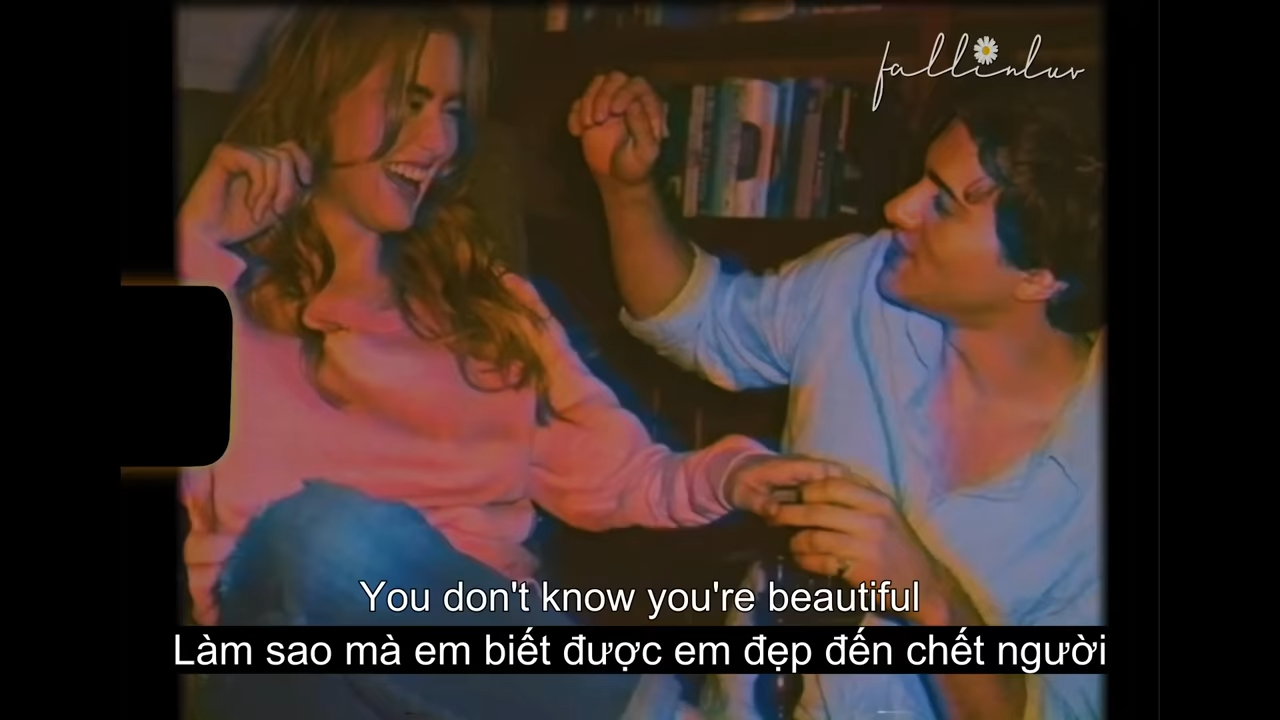 fallinluv
You don't know you're beautiful
Làm sao mà em biết được em đẹp đến chết người